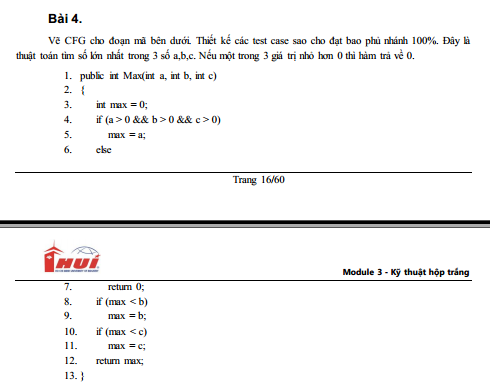 Bài 4.
Vẽ CFG cho đoạn mã bên dưới. Thiết kế các test case sao cho đạt bao phủ nhánh 100%. Đây là
thuật toán tìm số lớn nhất trong 3 số a,b,c. Nếu một trong 3 giá trị nhỏ hơn 0 thì hàm trả về 0.
1. public int Max(int a, int b, int c)
2. {
3. int max = 0;
4. if (a > 0 && b > 0 && c > 0)
5. max = a;
6. else
Trang 16/60
HUI
Module 3 - Kỹ thuật hộp trắng
7. return 0;
8. if (max < b)
9. max = b;
10. if (max < c)
11. max = c;
12. return max;
13. }